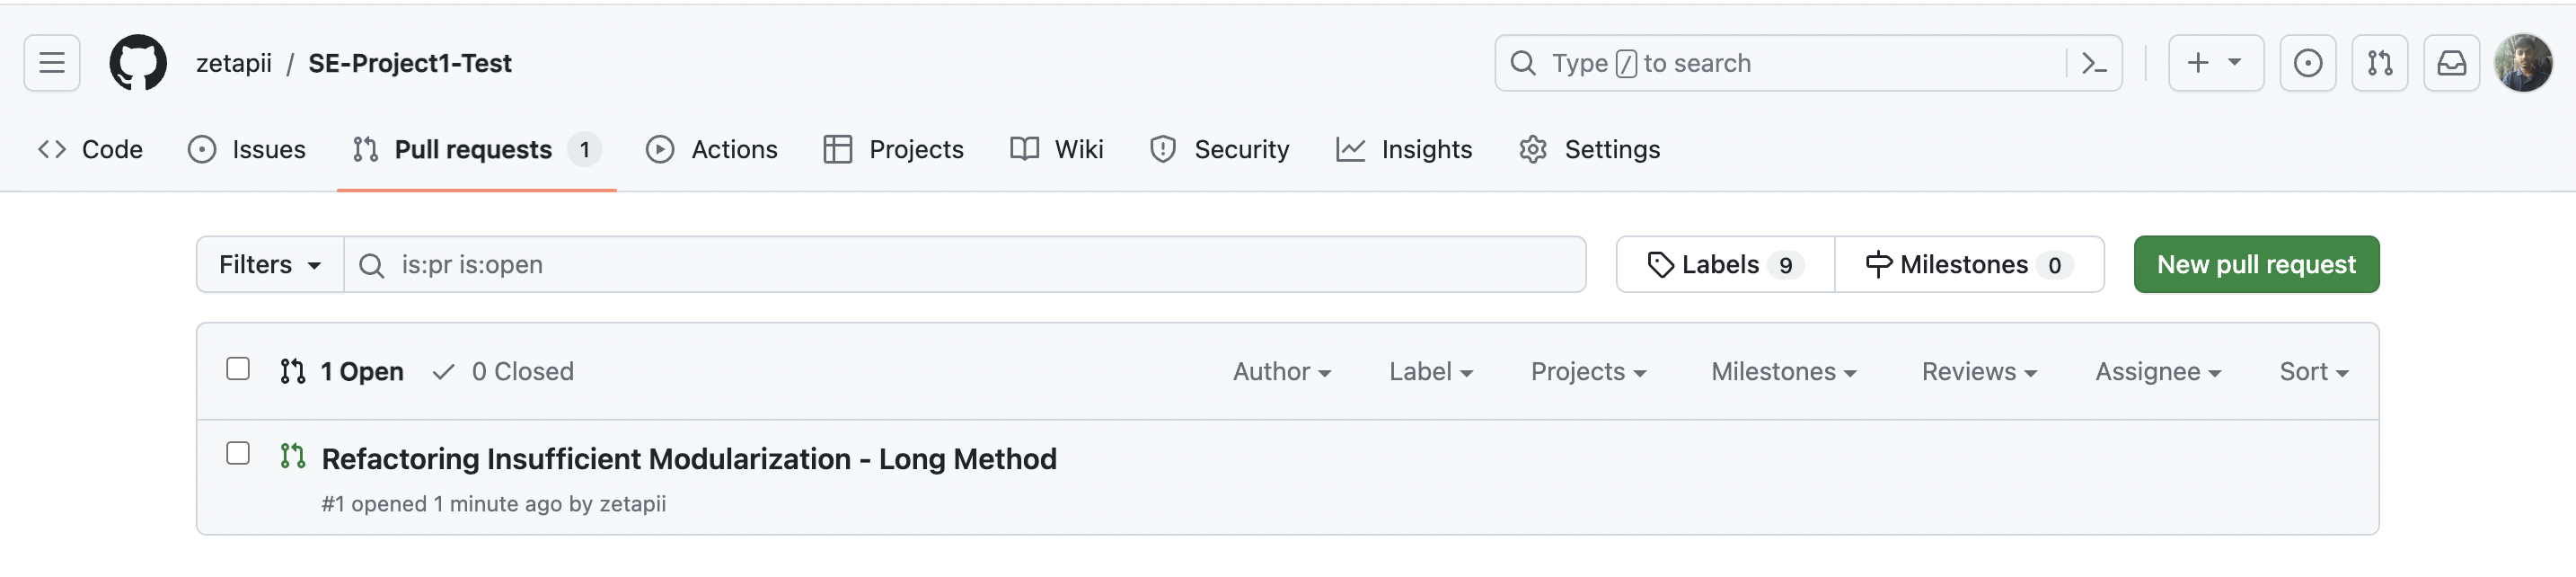 zetapii / SE-Project1-Test
Type / to search
Code Issues Pull requests 1 Actions Projects Wiki Security Insights Settings
Filters is:pr is:open Labels 9 Milestones 0 New pull request
1 Open 0 Closed Author Label Projects Milestones Reviews Assignee Sort
Refactoring Insufficient Modularization - Long Method
#1 opened 1 minute ago by zetapii